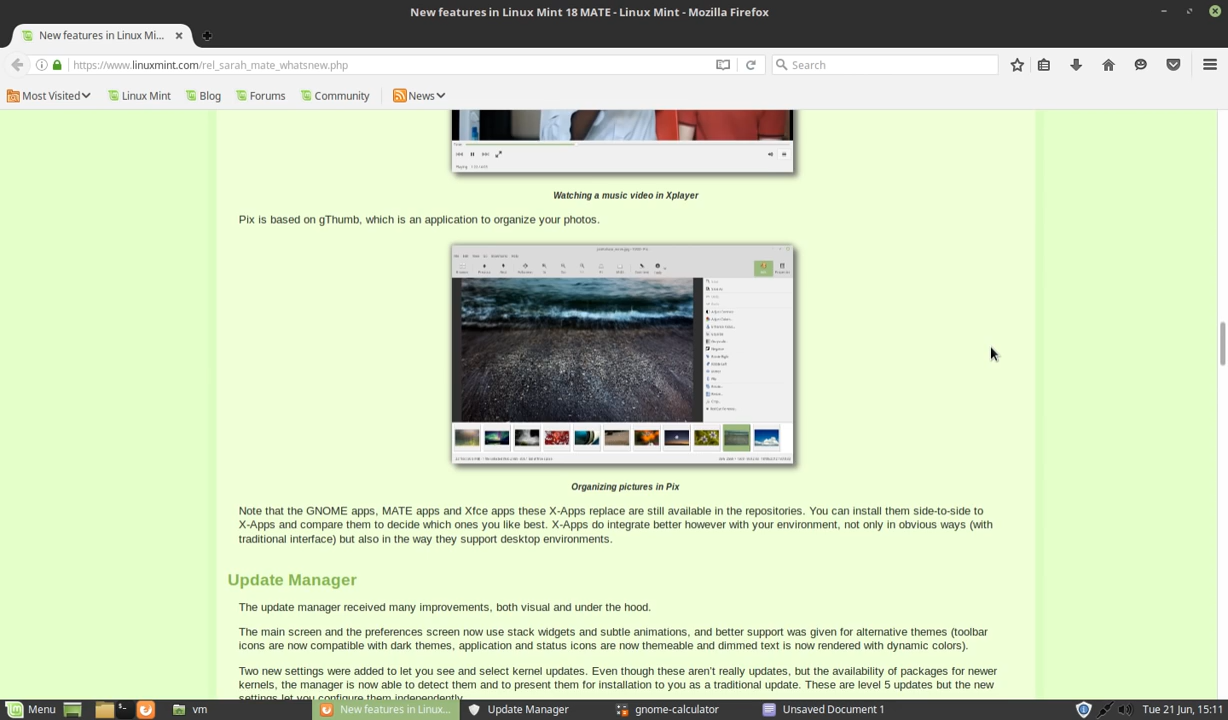 New features in Linux Mint 18 MATE - Linux Mint - Mozilla Firefox
New features in Linux Mi...
https://www.linuxmint.com/rel_sarah_mate_whatsnew.php
Search
Most Visited
Linux Mint
Blog
Forums
Community
News
Watching a music video in Xplayer
Pix is based on gThumb, which is an application to organize your photos.
Organizing pictures in Pix
Note that the GNOME apps, MATE apps and Xfce apps these X-Apps replace are still available in the repositories. You can install them side-to-side to
X-Apps and compare them to decide which ones you like best. X-Apps do integrate better however with your environment, not only in obvious ways (with
traditional interface) but also in the way they support desktop environments.
Update Manager
The update manager received many improvements, both visual and under the hood.
The main screen and the preferences screen now use stack widgets and subtle animations, and better support was given for alternative themes (toolbar
icons are now compatible with dark themes, application and status icons are now themeable and dimmed text is now rendered with dynamic colors).
Two new settings were added to let you see and select kernel updates. Even though these aren't really updates, but the availability of packages for newer
kernels, the manager is now able to detect them and to present them for installation to you as a traditional update. These are level 5 updates but the new
settings let you configure them independently.
Menu
vm
New features in Linux...
Update Manager
gnome-calculator
Unsaved Document 1
Tue 21 Jun, 15:11